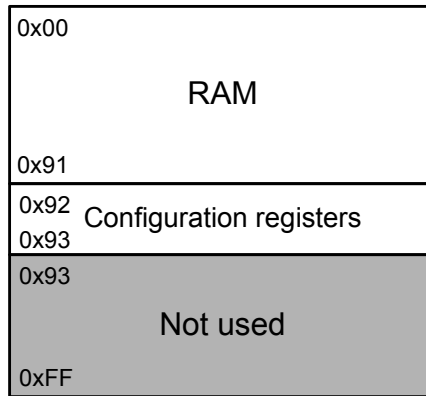 0x00
RAM
0x91
0x92
Configuration registers
0x93
0x93
Not used
0xFF